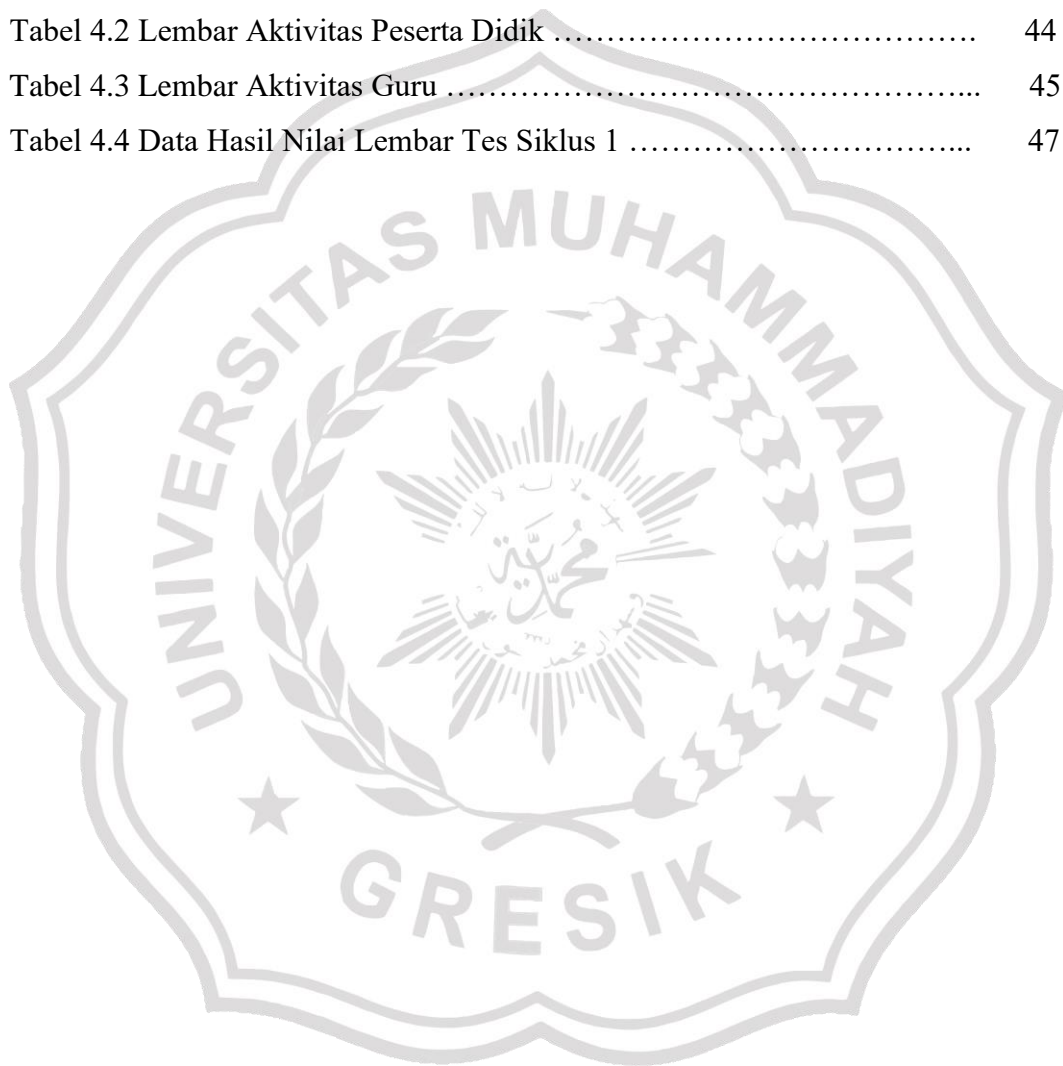 Tabel 4.2 Lembar Aktivitas Peserta Didik …………………………………. 44
Tabel 4.3 Lembar Aktivitas Guru …………………………………………... 45
Tabel 4.4 Data Hasil Nilai Lembar Tes Siklus 1 …………………………... 47
UNIVERSITAS MUHAMMADIYAH
محمد
GRESIK